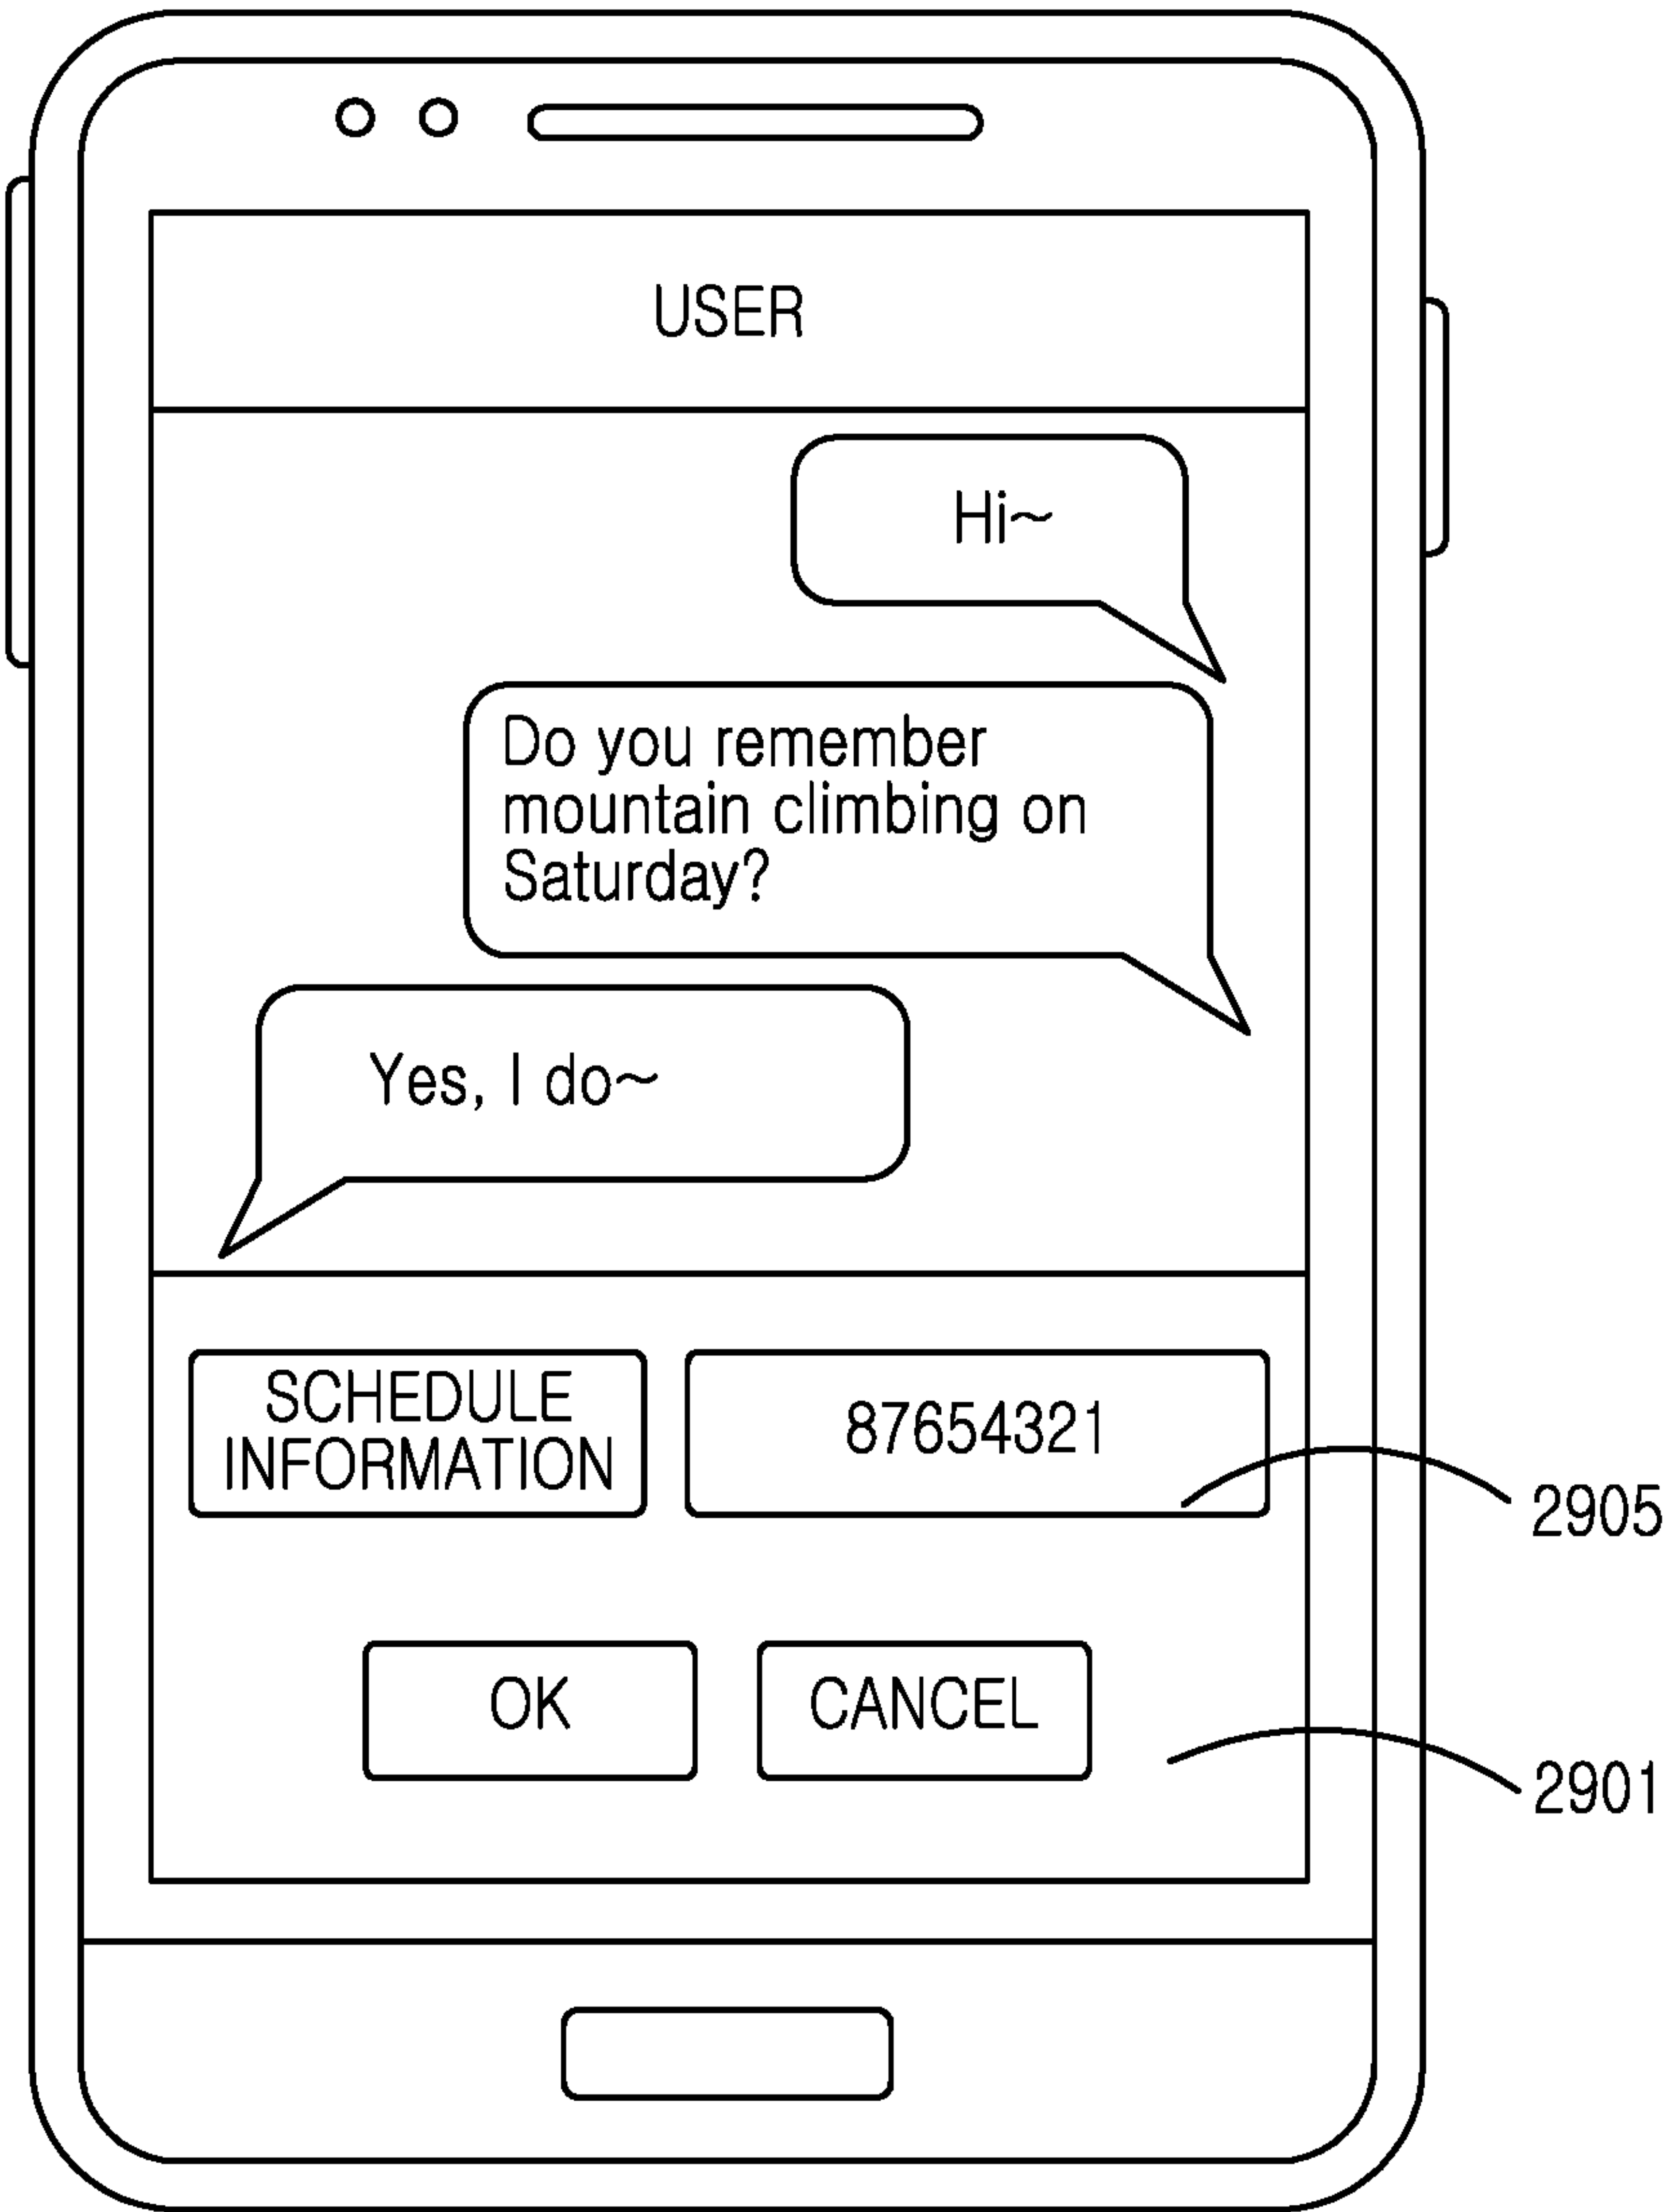 USER
Hi~
Do you remember
mountain climbing on
Saturday?
Yes, I do~
SCHEDULE
INFORMATION
87654321
2905
OK
CANCEL
2901